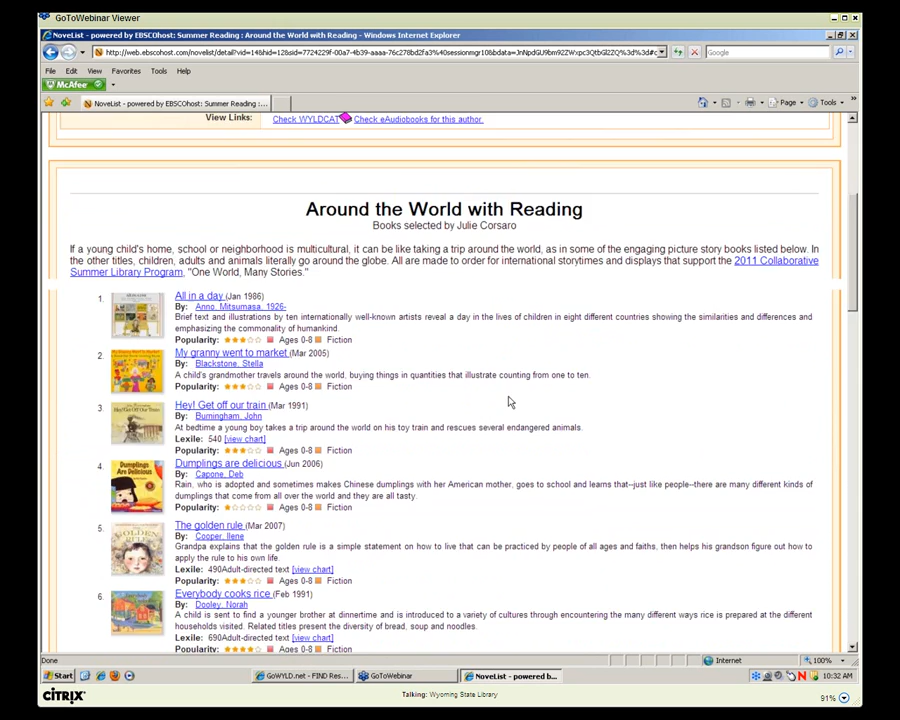 GoToWebinar Viewer
NoveList - powered by EBSCOhost: Summer Reading : Around the World with Reading - Windows Internet Explorer
Google
File Edit View Favorites Tools Help
McAfee
NoveList - powered by EBSCOhost: Summer Reading :...
Page Tools
View Links: Check WYLDCAT Check eAudiobooks for this author
Around the World with Reading
Books selected by Julie Corsaro
If a young child's home, school or neighborhood is multicultural, it can be like taking a trip around the world, as in some of the engaging picture story books listed below. In
the other titles, children, adults and animals literally go around the globe. All are made to order for international storytimes and displays that support the 2011 Collaborative
Summer Library Program, "One World, Many Stories."
1. All in a day (Jan 1986)
By: Anno, Mitsumasa, 1926-
Brief text and illustrations by ten internationally well-known artists reveal a day in the lives of children in eight different countries showing the similarities and differences and
emphasizing the commonality of humankind.
Popularity: Ages 0-8 Fiction
2. My granny went to market (Mar 2005)
By: Blackstone, Stella
A child's grandmother travels around the world, buying things in quantities that illustrate counting from one to ten.
Popularity: Ages 0-8 Fiction
3. Hey! Get off our train (Mar 1991)
By: Burningham, John
At bedtime a young boy takes a trip around the world on his toy train and rescues several endangered animals.
Lexile: 540 [view chart]
Popularity: Ages 0-8 Fiction
4. Dumplings are delicious (Jun 2006)
By: Capone, Deb
Rain, who is adopted and sometimes makes Chinese dumplings with her American mother, goes to school and learns that--just like people--there are many different kinds of
dumplings that come from all over the world and they are all tasty.
Popularity: Ages 0-8 Fiction
5. The golden rule (Mar 2007)
By: Cooper, Ilene
Grandpa explains that the golden rule is a simple statement on how to live that can be practiced by people of all ages and faiths, then helps his grandson figure out how to
apply the rule to his own life.
Lexile: 490Adult-directed text [view chart]
Popularity: Ages 0-8 Fiction
6. Everybody cooks rice (Feb 1991)
By: Dooley, Norah
A child is sent to find a younger brother at dinnertime and is introduced to a variety of cultures through encountering the many different ways rice is prepared at the different
households visited. Related titles present the diversity of bread, soup and noodles.
Lexile: 690Adult-directed text [view chart]
Popularity: Ages 0-8 Fiction
Done Internet 100%
Start GoWYLD.net - FIND Res... GoToWebinar NoveList - powered b... 10:32 AM
CITRIX Talking: Wyoming State Library 91%